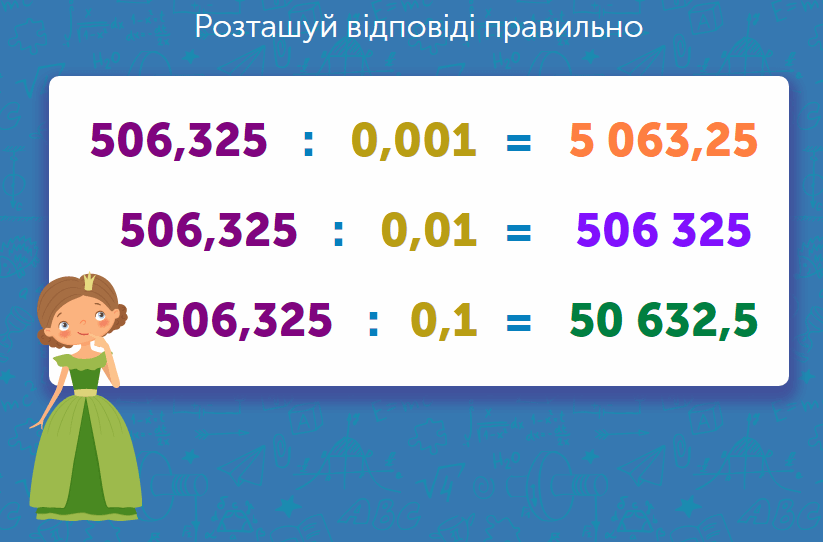 Розташуй відповіді правильно
506,325 : 0,001 = 5 063,25
506,325 : 0,01 = 506 325
506,325 : 0,1 = 50 632,5